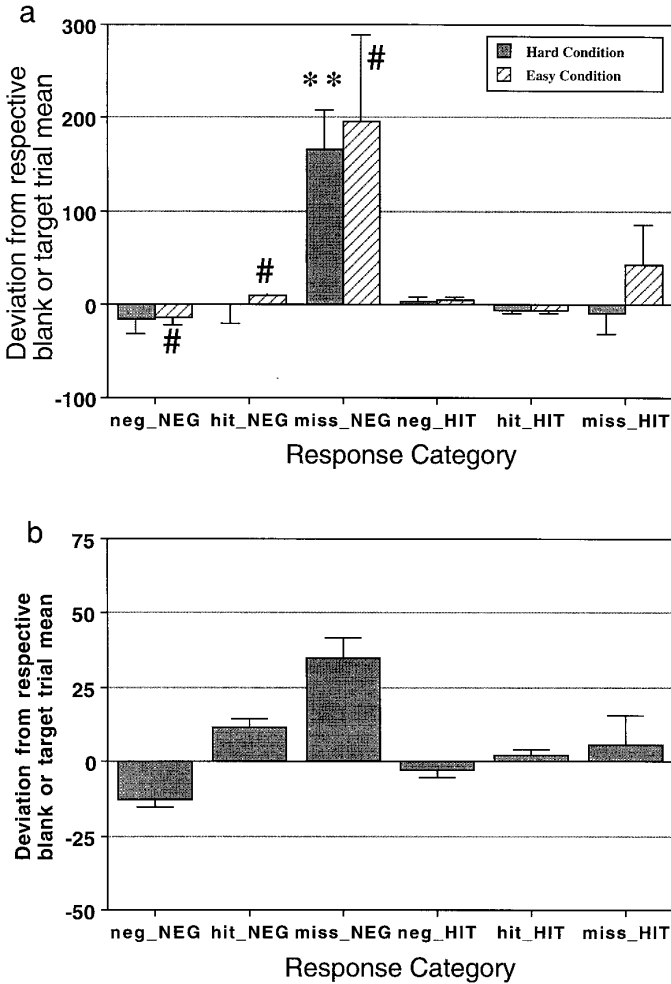 a
Deviation from respective
blank or target trial mean
300
200
100
0
-100
* *
#
#
#
Hard Condition
Easy Condition
neg_NEG hit_NEG miss_NEG neg_HIT hit_HIT miss_HIT
Response Category
b
Deviation from respective
blank or target trial mean
75
50
25
0
-25
-50
neg_NEG hit_NEG miss_NEG neg_HIT hit_HIT miss_HIT
Response Category